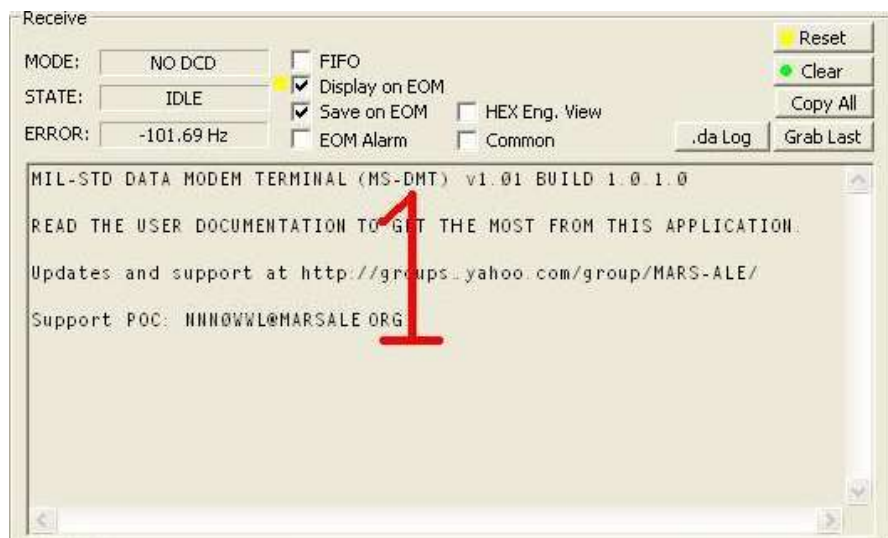 Receive
MODE: NO DCD
STATE: IDLE
ERROR: -101.69 Hz
FIFO
Display on EOM
Save on EOM
EOM Alarm
HEX Eng. View
Common
Reset
Clear
Copy All
.da Log
Grab Last
MIL-STD DATA MODEM TERMINAL (MS-DMT) v1.01 BUILD 1.0.1.0
READ THE USER DOCUMENTATION TO GET THE MOST FROM THIS APPLICATION.
Updates and support at http://groups.yahoo.com/group/MARS-ALE/
Support POC: NNN0WWL@MARSALE.ORG
1